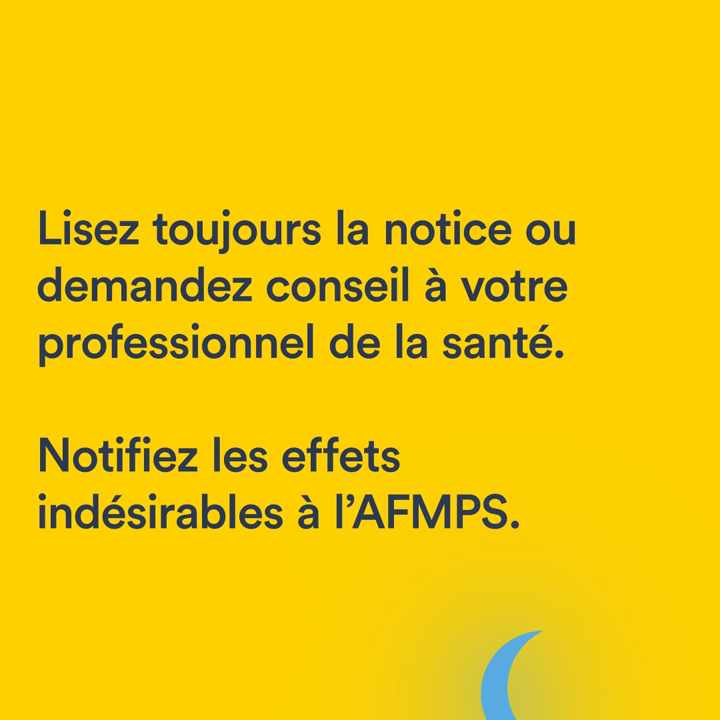 Lisez toujours la notice ou
demandez conseil à votre
professionnel de la santé.
Notifiez les effets
indésirables à l’AFMPS.